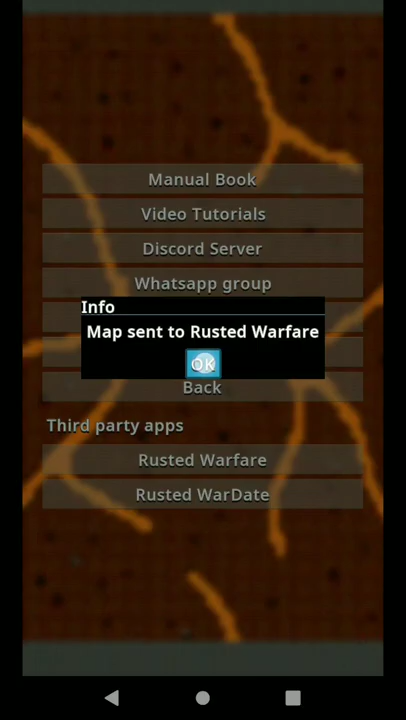 Manual Book
Video Tutorials
Discord Server
Whatsapp group
Info
Map sent to Rusted Warfare
OK
Back
Third party apps
Rusted Warfare
Rusted WarDate